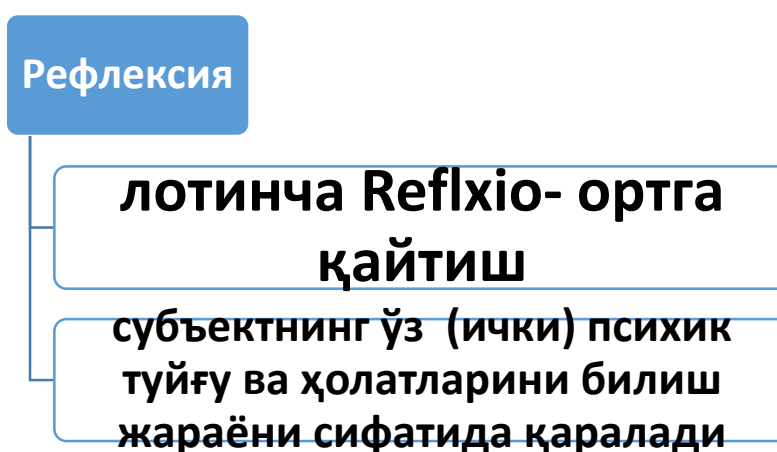 Рефлексия
лотинча Reflxio- ортга
қайтиш
субъектнинг ўз (ички) психик
туйғу ва ҳолатларини билиш
жараёни сифатида қаралади